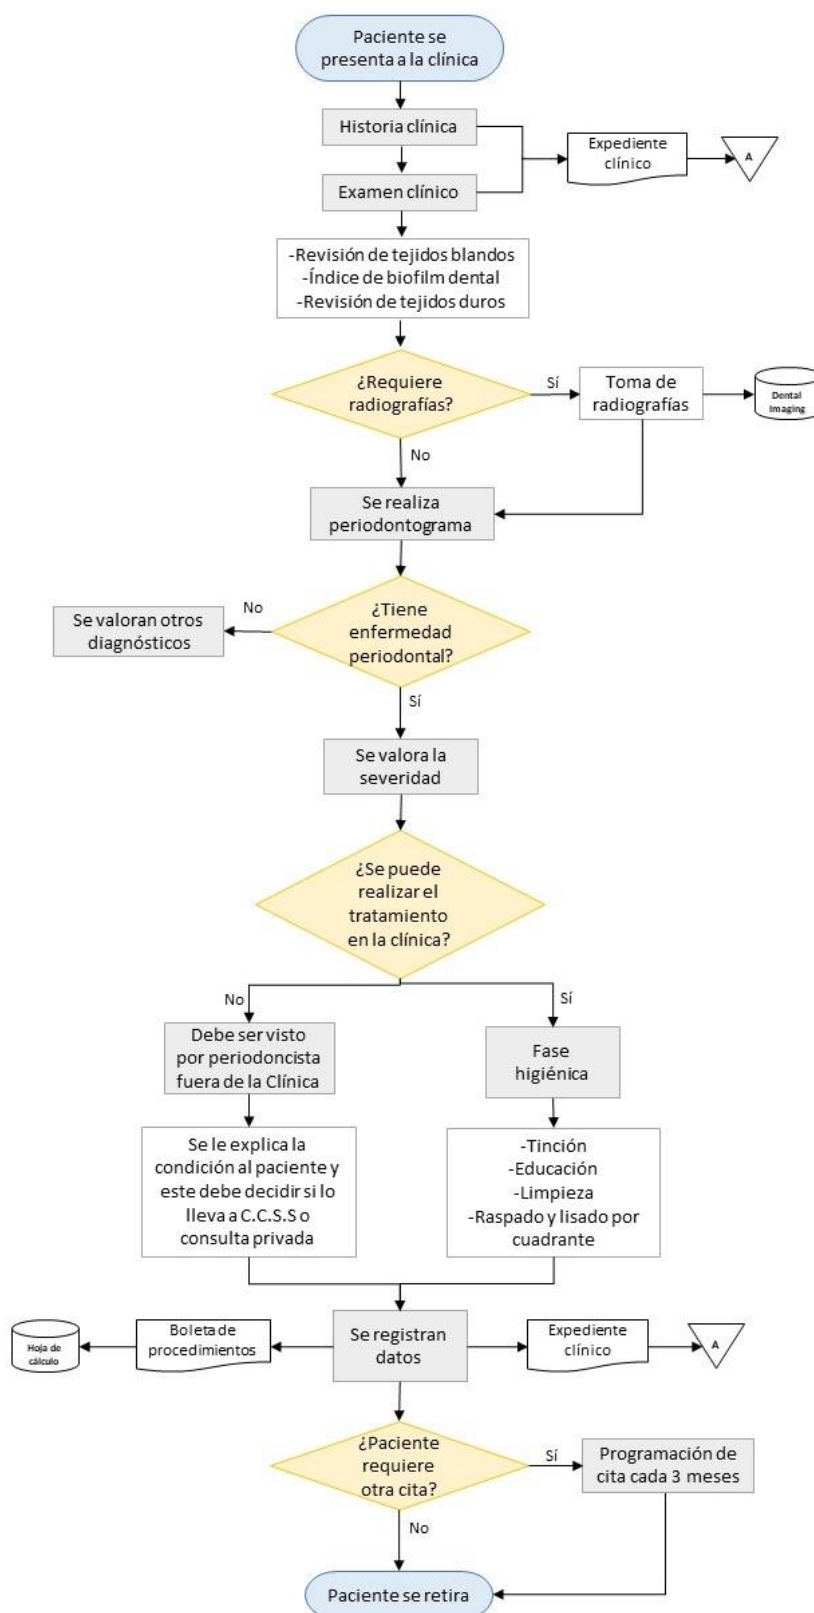 Paciente se
presenta a la clínica
Historia clínica
Expediente
clínico
A
Examen clínico
-Revisión de tejidos blandos
-Índice de biofilm dental
-Revisión de tejidos duros
¿Requiere
radiografías?
Sí
Toma de
radiografías
Dental
Imaging
No
Se realiza
periodontograma
¿Tiene
enfermedad
periodontal?
No
Se valoran otros
diagnósticos
Sí
Se valora la
severidad
¿Se puede
realizar el
tratamiento
en la clínica?
No
Sí
Debe ser visto
por periodoncista
fuera de la Clínica
Fase
higiénica
Se le explica la
condición al paciente y
este debe decidir si lo
lleva a C.C.S.S o
consulta privada
-Tinción
-Educación
-Limpieza
-Raspado y lisado por
cuadrante
Hoja de
cálculo
Boleta de
procedimientos
Se registran
datos
Expediente
clínico
A
¿Paciente
requiere
otra cita?
Sí
Programación de
cita cada 3 meses
No
Paciente se retira